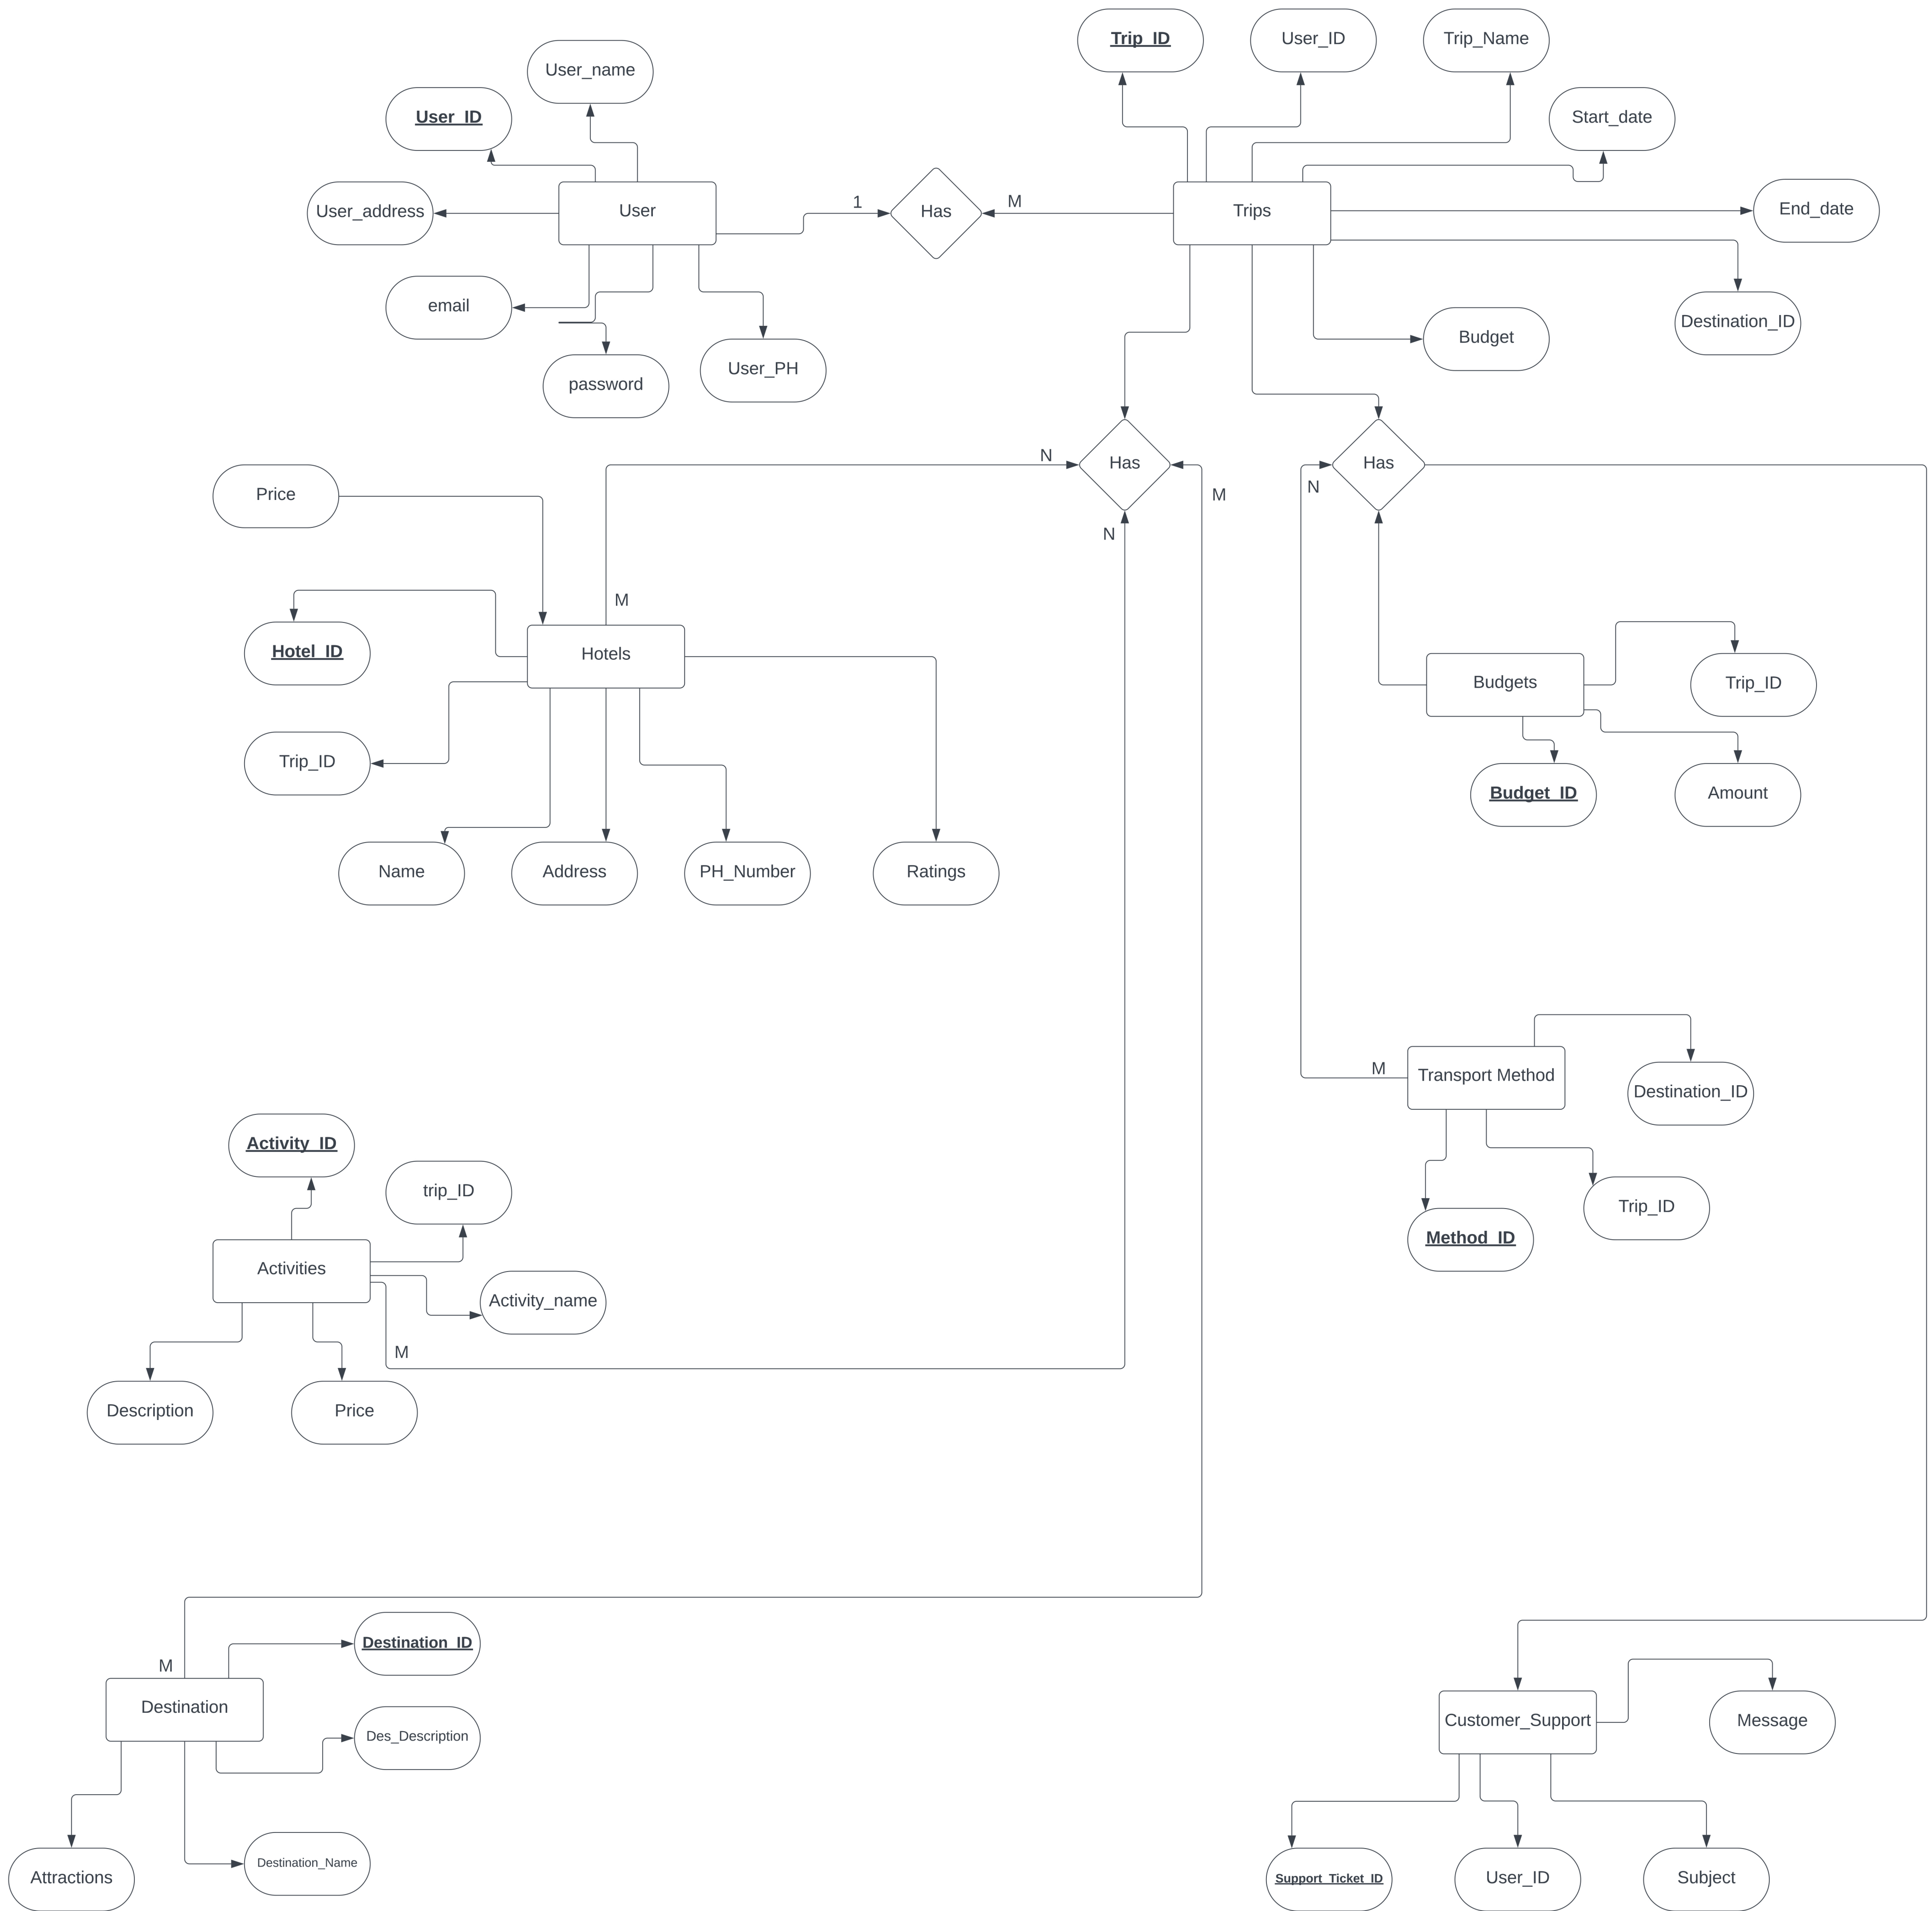 Trip_ID
User_ID
Trip_Name
User_name
User_ID
Start_date
User_address
User
1
Has
M
Trips
End_date
email
Destination_ID
Budget
password
User_PH
N
Has
Has
Price
N
M
N
M
Hotel_ID
Hotels
Budgets
Trip_ID
Trip_ID
Budget_ID
Amount
Name
Address
PH_Number
Ratings
M
Transport Method
Destination_ID
Activity_ID
trip_ID
Trip_ID
Method_ID
Activities
Activity_name
M
Description
Price
Destination_ID
M
Destination
Customer_Support
Message
Des_Description
Destination_Name
Attractions
Support_Ticket_ID
User_ID
Subject